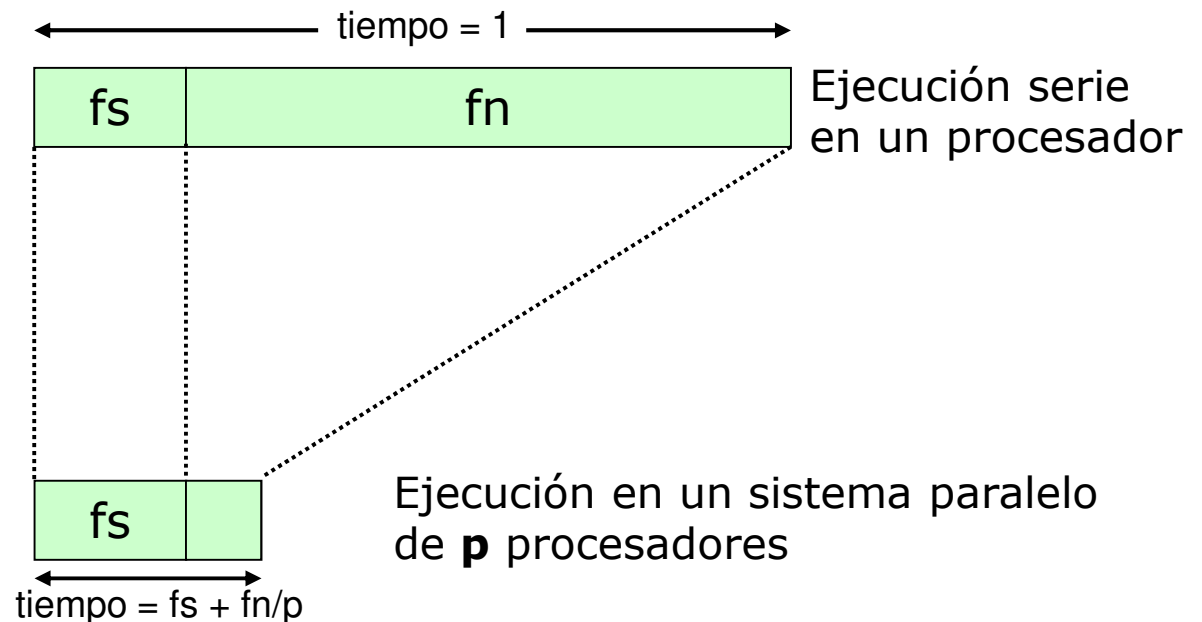 tiempo = 1
fs
fn
Ejecución serie
en un procesador
fs
Ejecución en un sistema paralelo
de p procesadores
tiempo = fs + fn/p